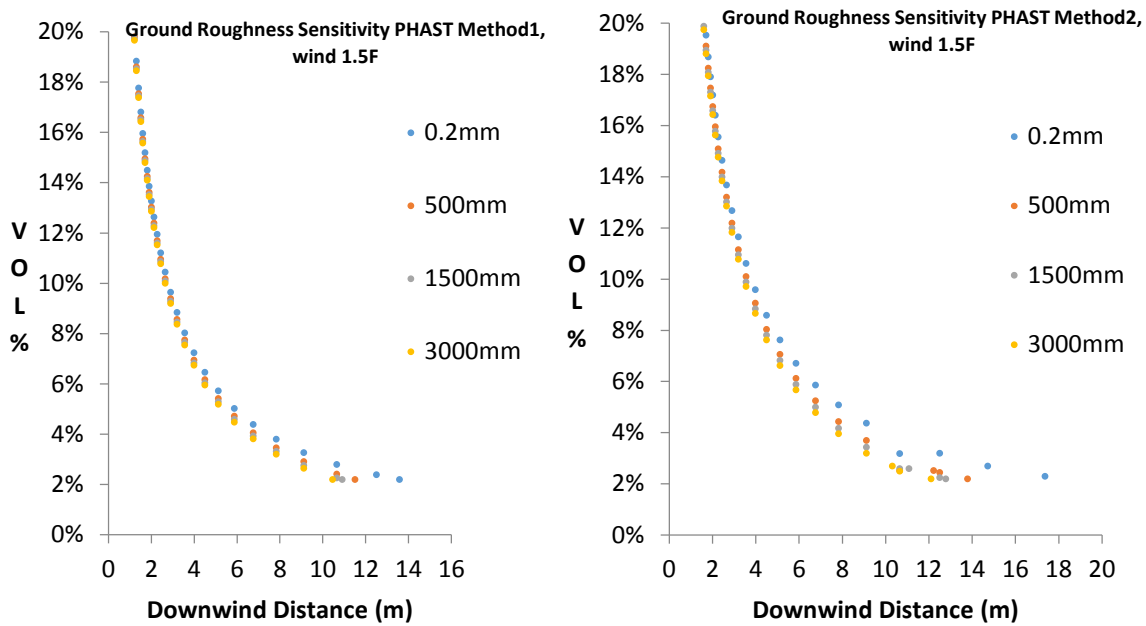 Ground Roughness Sensitivity PHAST Method1,
wind 1.5F
20%
18%
16%
14%
12%
10%
8%
6%
4%
2%
0%
V
O
L
%
0.2mm
500mm
1500mm
3000mm
0 2 4 6 8 10 12 14 16
Downwind Distance (m)
Ground Roughness Sensitivity PHAST Method2,
wind 1.5F
20%
18%
16%
14%
12%
10%
8%
6%
4%
2%
0%
V
O
L
%
0.2mm
500mm
1500mm
3000mm
0 2 4 6 8 10 12 14 16 18 20
Downwind Distance (m)